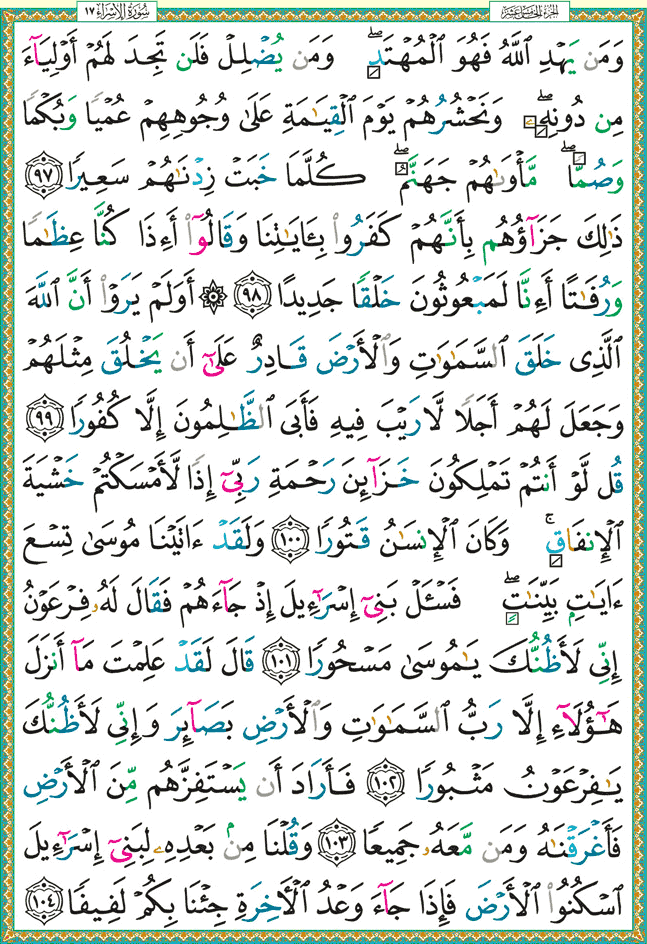 الجزء الخامس عشر
سورة الإسراء ١٧
وَمَن يَهْدِ ٱللَّهُ فَهُوَ ٱلْمُهْتَدِ ۖ وَمَن يُضْلِلْ فَلَن تَجِدَ لَهُمْ أَوْلِيَآءَ
مِن دُونِهِۦ ۖ وَنَحْشُرُهُمْ يَوْمَ ٱلْقِيَـٰمَةِ عَلَىٰ وُجُوهِهِمْ عُمْيًا وَبُكْمًا
وَصُمًّا ۖ مَّأْوَىٰهُمْ جَهَنَّمُ ۖ كُلَّمَا خَبَتْ زِدْنَـٰهُمْ سَعِيرًا ﴿٩٧﴾
ذَٰلِكَ جَزَآؤُهُم بِأَنَّهُمْ كَفَرُوا۟ بِـَٔايَـٰتِنَا وَقَالُوٓا۟ أَءِذَا كُنَّا عِظَـٰمًا
وَرُفَـٰتًا أَءِنَّا لَمَبْعُوثُونَ خَلْقًا جَدِيدًا ﴿٩٨﴾ ۞ أَوَلَمْ يَرَوْا۟ أَنَّ ٱللَّهَ
ٱلَّذِى خَلَقَ ٱلسَّمَـٰوَٰتِ وَٱلْأَرْضَ قَادِرٌ عَلَىٰٓ أَن يَخْلُقَ مِثْلَهُمْ
وَجَعَلَ لَهُمْ أَجَلًا لَّا رَيْبَ فِيهِ فَأَبَى ٱلظَّـٰلِمُونَ إِلَّا كُفُورًا ﴿٩٩﴾
قُل لَّوْ أَنتُمْ تَمْلِكُونَ خَزَآئِنَ رَحْمَةِ رَبِّىٓ إِذًا لَّأَمْسَكْتُمْ خَشْيَةَ
ٱلْإِنفَاقِ ۚ وَكَانَ ٱلْإِنسَـٰنُ قَتُورًا ﴿١٠٠﴾ وَلَقَدْ ءَاتَيْنَا مُوسَىٰ تِسْعَ
ءَايَـٰتٍۭ بَيِّنَـٰتٍ ۖ فَسْـَٔلْ بَنِىٓ إِسْرَٰٓءِيلَ إِذْ جَآءَهُمْ فَقَالَ لَهُۥ فِرْعَوْنُ
إِنِّى لَأَظُنُّكَ يَـٰمُوسَىٰ مَسْحُورًا ﴿١٠١﴾ قَالَ لَقَدْ عَلِمْتَ مَآ أَنزَلَ
هَـٰٓؤُلَآءِ إِلَّا رَبُّ ٱلسَّمَـٰوَٰتِ وَٱلْأَرْضِ بَصَآئِرَ وَإِنِّى لَأَظُنُّكَ
يَـٰفِرْعَوْنُ مَثْبُورًا ﴿١٠٢﴾ فَأَرَادَ أَن يَسْتَفِزَّهُم مِّنَ ٱلْأَرْضِ
فَأَغْرَقْنَـٰهُ وَمَن مَّعَهُۥ جَمِيعًا ﴿١٠٣﴾ وَقُلْنَا مِنۢ بَعْدِهِۦ لِبَنِىٓ إِسْرَٰٓءِيلَ
ٱسْكُنُوا۟ ٱلْأَرْضَ فَإِذَا جَآءَ وَعْدُ ٱلْـَٔاخِرَةِ جِئْنَا بِكُمْ لَفِيفًا ﴿١٠٤﴾